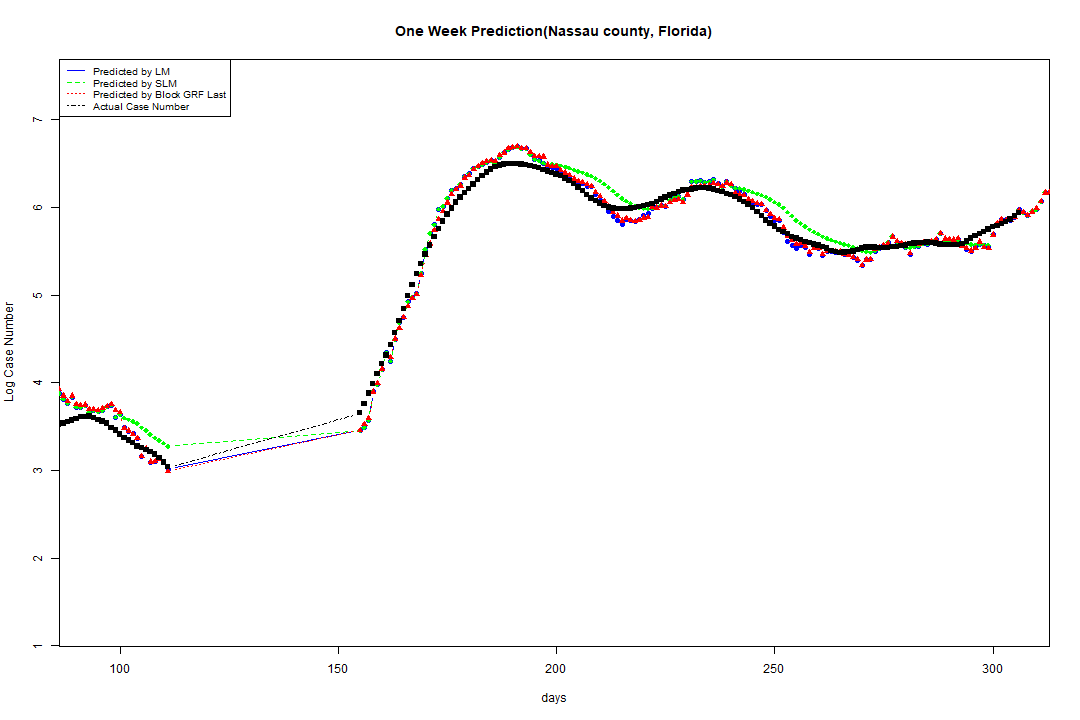 One Week Prediction(Nassau county, Florida)
Predicted by LM
Predicted by SLM
Predicted by Block GRF Last
Actual Case Number
7
6
5
4
3
2
1
Log Case Number
100 150 200 250 300
days